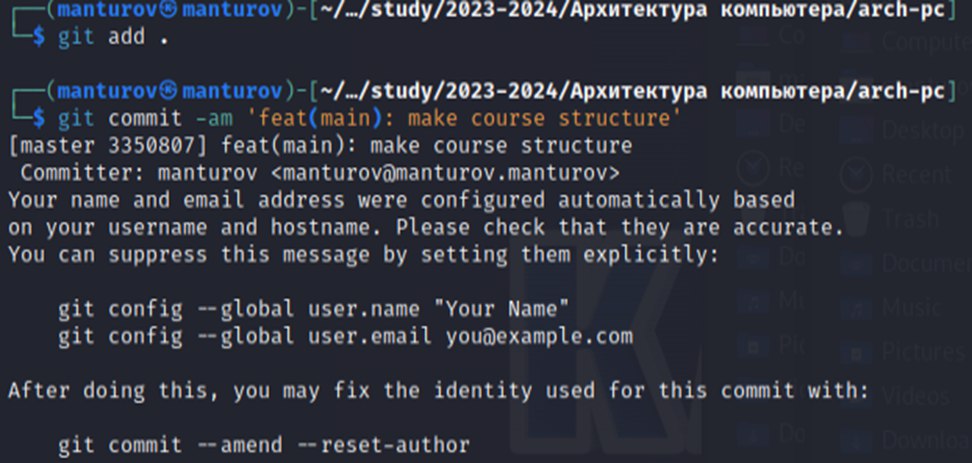 ┌──(manturov㉿manturov)-[~/…/study/2023-2024/Архитектура компьютера/arch-pc]
└─$ git add .
┌──(manturov㉿manturov)-[~/…/study/2023-2024/Архитектура компьютера/arch-pc]
└─$ git commit -am 'feat(main): make course structure'
[master 3350807] feat(main): make course structure
Committer: manturov <manturov@manturov.manturov>
Your name and email address were configured automatically based
on your username and hostname. Please check that they are accurate.
You can suppress this message by setting them explicitly:
git config --global user.name "Your Name"
git config --global user.email you@example.com
After doing this, you may fix the identity used for this commit with:
git commit --amend --reset-author
Desktop
Recent
Trash
Music
Pictures
Videos